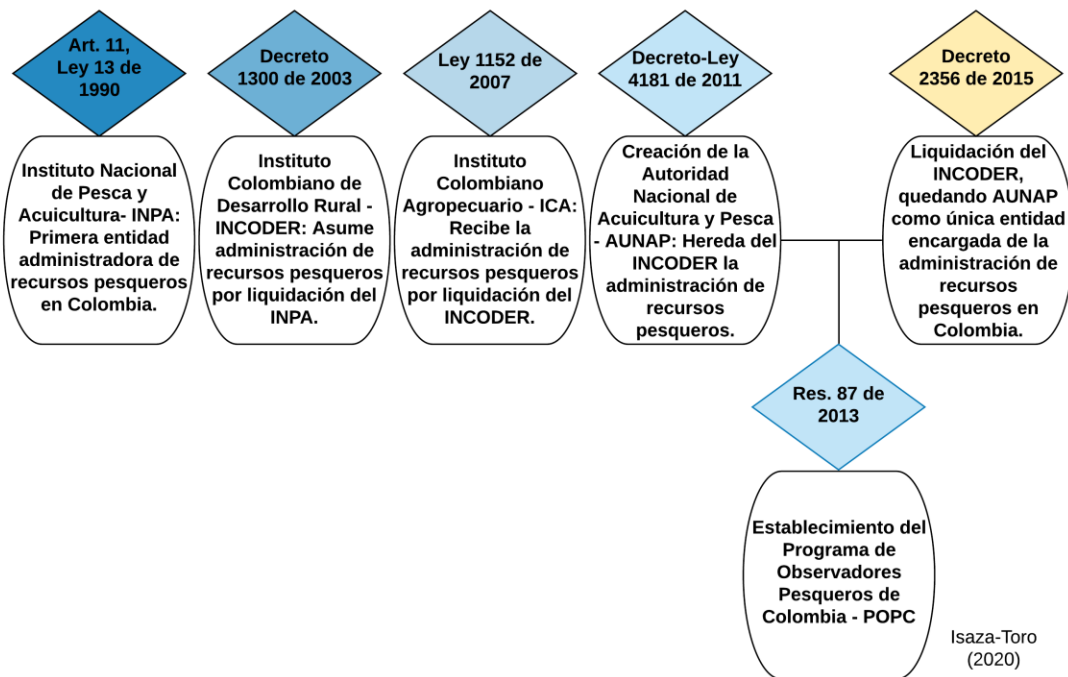 Art. 11,
Ley 13 de
1990
Instituto Nacional
de Pesca y
Acuicultura- INPA:
Primera entidad
administradora de
recursos pesqueros
en Colombia.
Decreto
1300 de 2003
Instituto
Colombiano de
Desarrollo Rural -
INCODER: Asume
administración de
recursos pesqueros
por liquidación del
INPA.
Ley 1152 de
2007
Instituto
Colombiano
Agropecuario - ICA:
Recibe la
administración de
recursos pesqueros
por liquidación del
INCODER.
Decreto-Ley
4181 de 2011
Creación de la
Autoridad
Nacional de
Acuicultura y Pesca
- AUNAP: Hereda del
INCODER la
administración de
recursos
pesqueros.
Decreto
2356 de 2015
Liquidación del
INCODER,
quedando AUNAP
como única entidad
encargada de la
administración de
recursos
pesqueros en
Colombia.
Res. 87 de
2013
Establecimiento del
Programa de
Observadores
Pesqueros de
Colombia - POPC
Isaza-Toro
(2020)